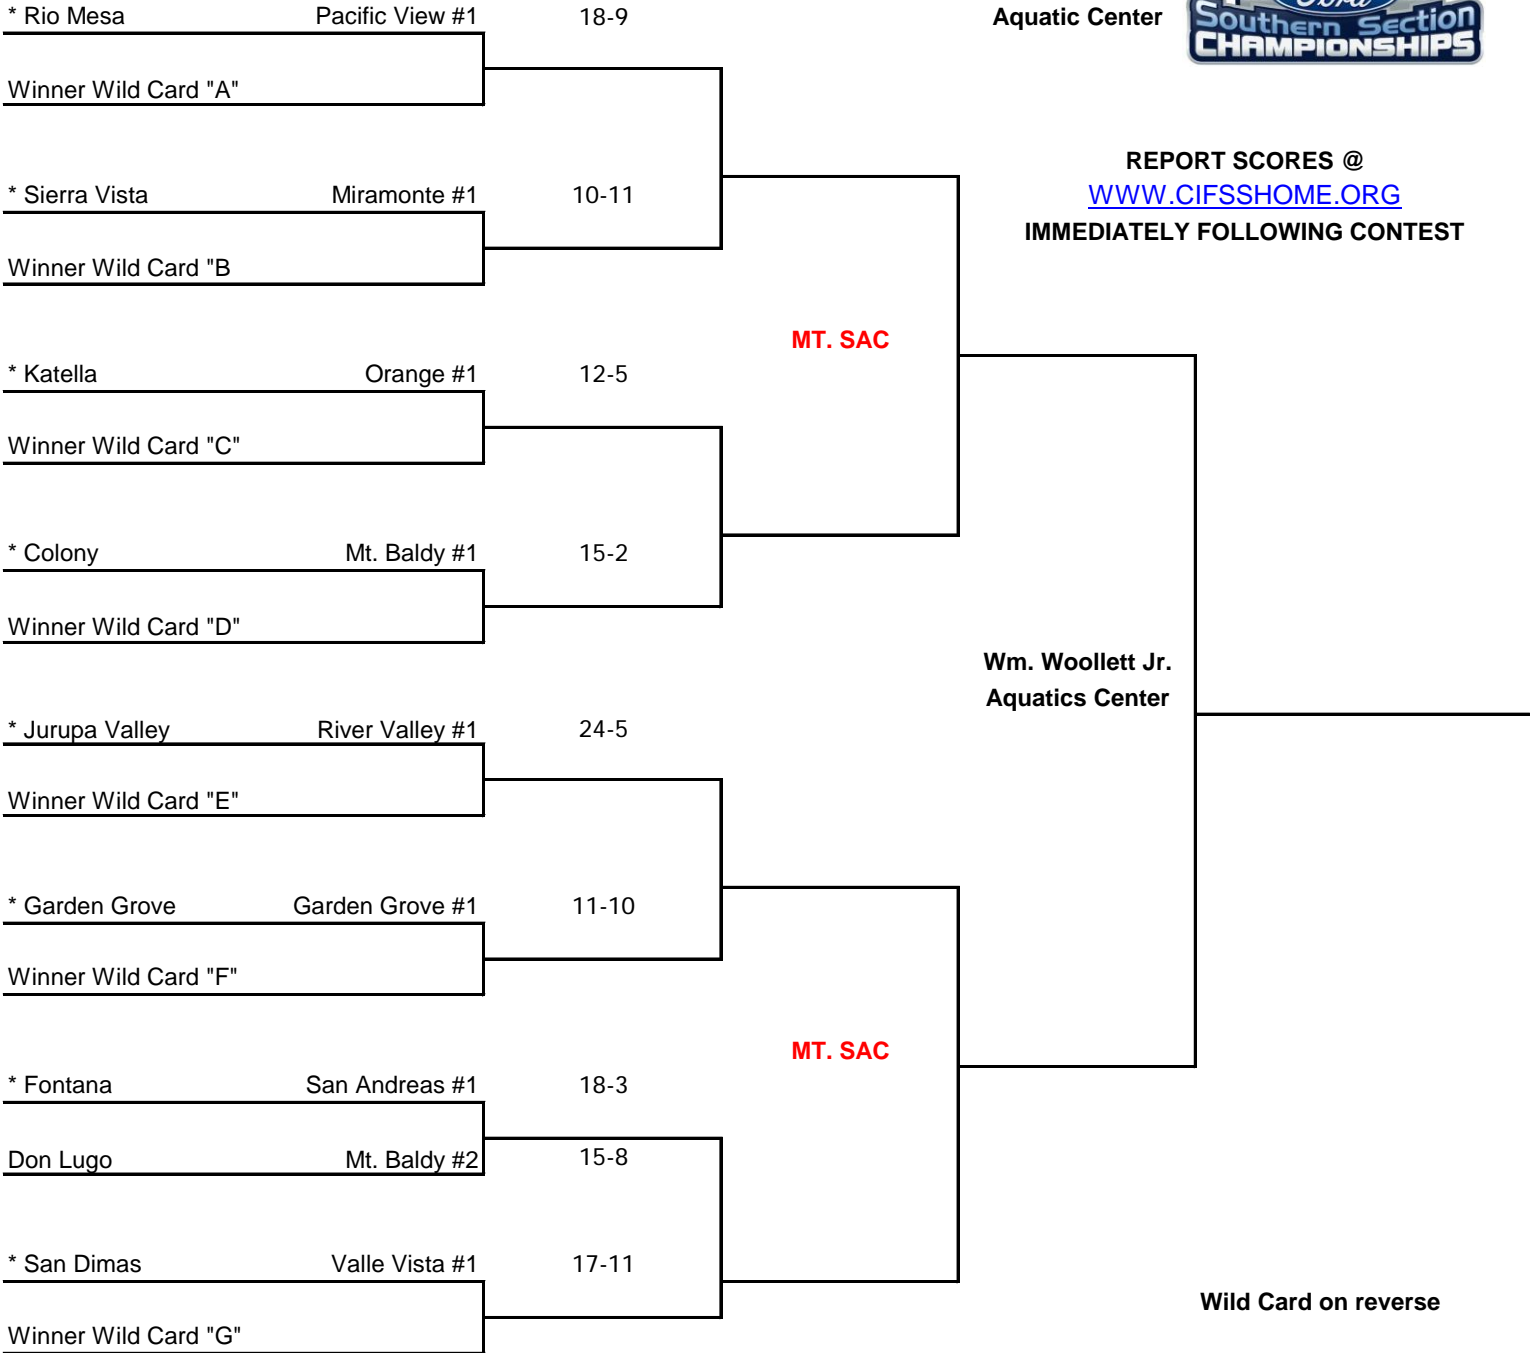 * Rio Mesa Pacific View #1 18-9
Aquatic Center
Ford
Southern Section
CHAMPIONSHIPS
Winner Wild Card "A"
REPORT SCORES @
WWW.CIFSSHOME.ORG
IMMEDIATELY FOLLOWING CONTEST
* Sierra Vista Miramonte #1 10-11
Winner Wild Card "B
MT. SAC
* Katella Orange #1 12-5
Winner Wild Card "C"
* Colony Mt. Baldy #1 15-2
Winner Wild Card "D"
Wm. Woollett Jr.
Aquatics Center
* Jurupa Valley River Valley #1 24-5
Winner Wild Card "E"
* Garden Grove Garden Grove #1 11-10
Winner Wild Card "F"
MT. SAC
* Fontana San Andreas #1 18-3
Don Lugo Mt. Baldy #2 15-8
* San Dimas Valle Vista #1 17-11
Wild Card on reverse
Winner Wild Card "G"